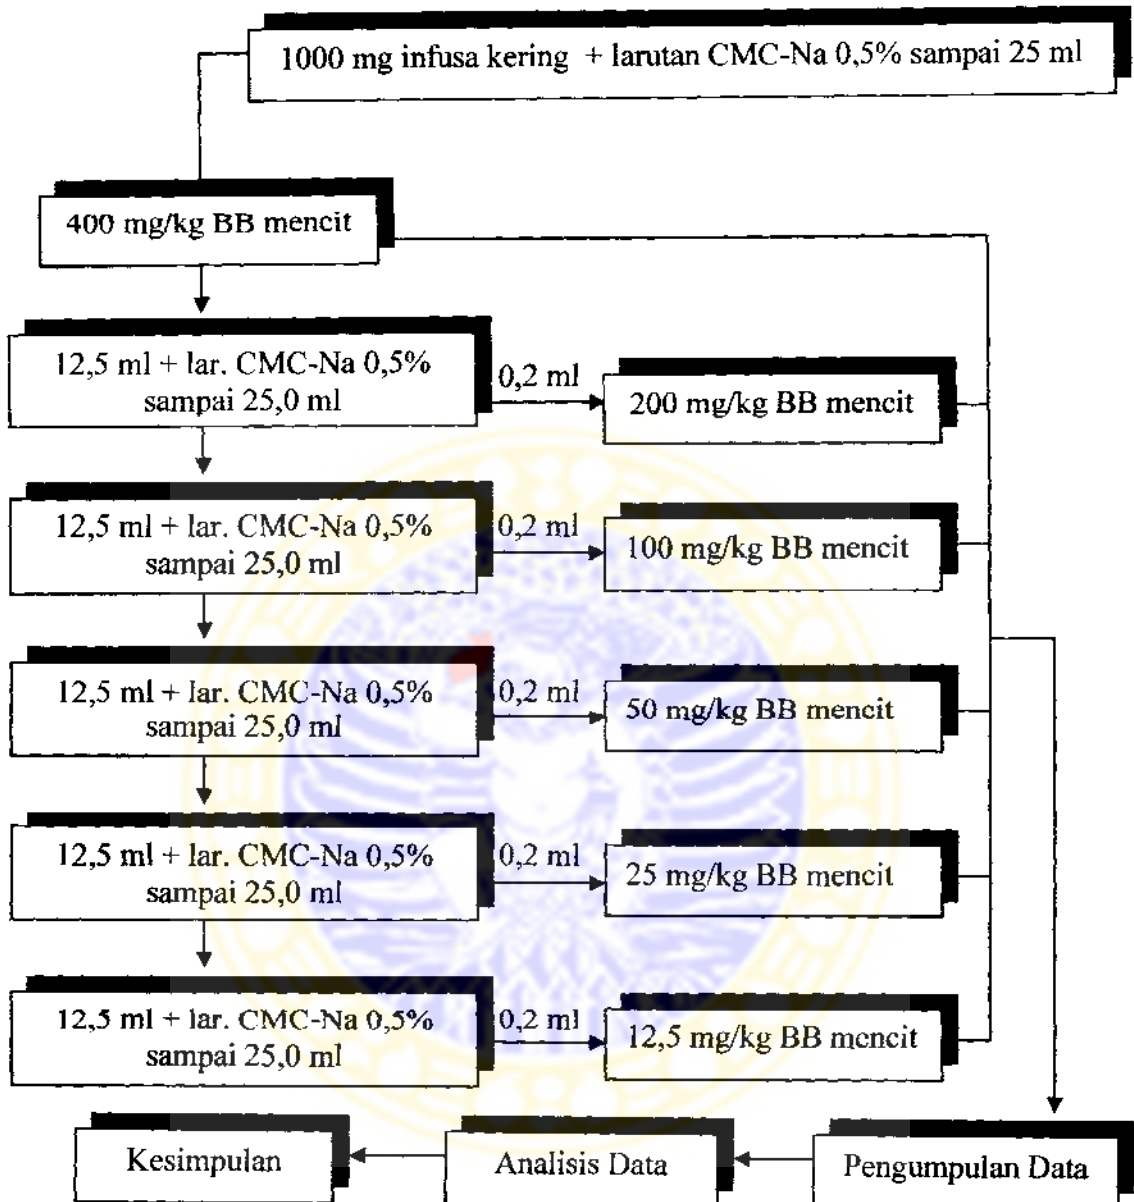 1000 mg infusa kering + larutan CMC-Na 0,5% sampai 25 ml
400 mg/kg BB mencit
12,5 ml + lar. CMC-Na 0,5%
sampai 25,0 ml
0,2 ml
200 mg/kg BB mencit
12,5 ml + lar. CMC-Na 0,5%
sampai 25,0 ml
0,2 ml
100 mg/kg BB mencit
12,5 ml + lar. CMC-Na 0,5%
sampai 25,0 ml
0,2 ml
50 mg/kg BB mencit
12,5 ml + lar. CMC-Na 0,5%
sampai 25,0 ml
0,2 ml
25 mg/kg BB mencit
12,5 ml + lar. CMC-Na 0,5%
sampai 25,0 ml
0,2 ml
12,5 mg/kg BB mencit
Kesimpulan
Analisis Data
Pengumpulan Data